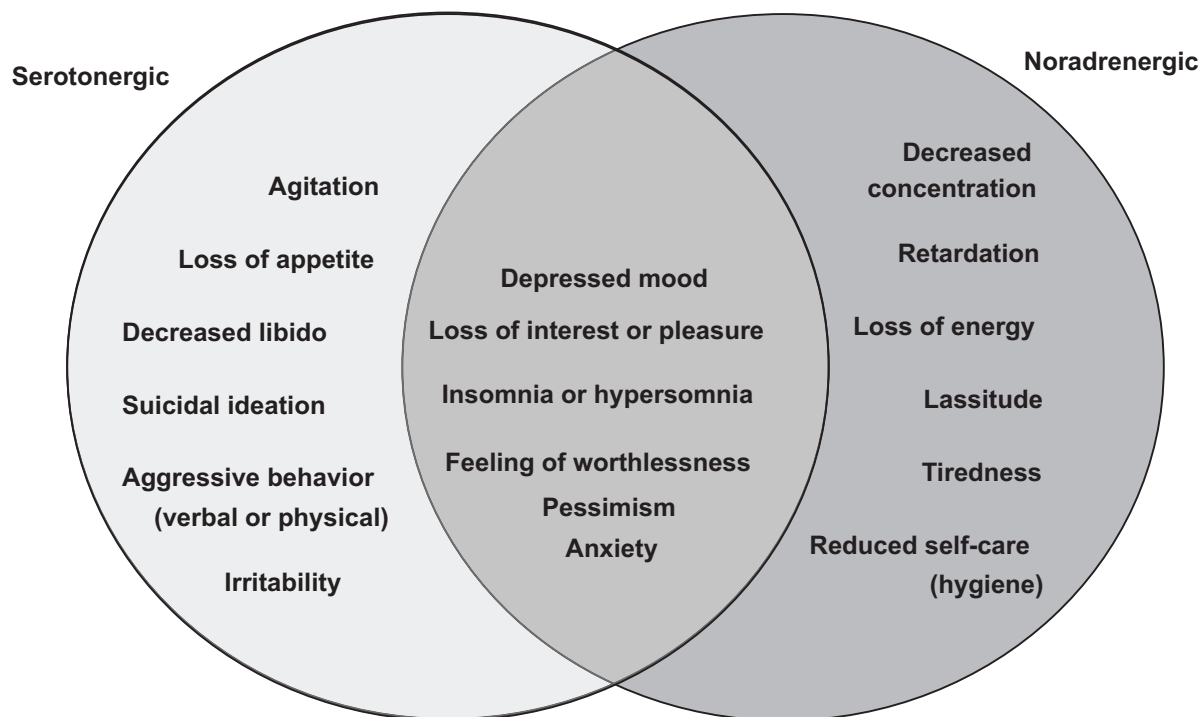 Serotonergic
Noradrenergic
Agitation
Loss of appetite
Decreased libido
Suicidal ideation
Aggressive behavior
(verbal or physical)
Irritability
Depressed mood
Loss of interest or pleasure
Insomnia or hypersomnia
Feeling of worthlessness
Pessimism
Anxiety
Decreased
concentration
Retardation
Loss of energy
Lassitude
Tiredness
Reduced self-care
(hygiene)